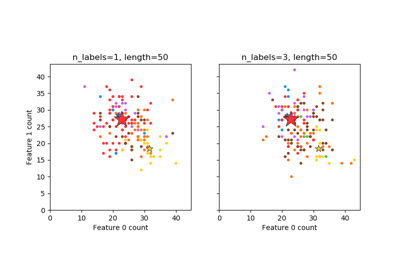 n_labels=1, length=50
n_labels=3, length=50
Feature 1 count
40
35
30
25
20
15
10
5
0
0 10 20 30 40
0 10 20 30 40
Feature 0 count
Feature 0 count